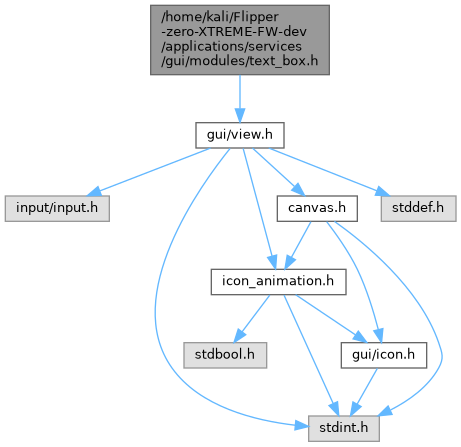 /home/kali/Flipper
-zero-XTREME-FW-dev
/applications/services
/gui/modules/text_box.h
gui/view.h
input/input.h
canvas.h
stddef.h
icon_animation.h
stdbool.h
gui/icon.h
stdint.h